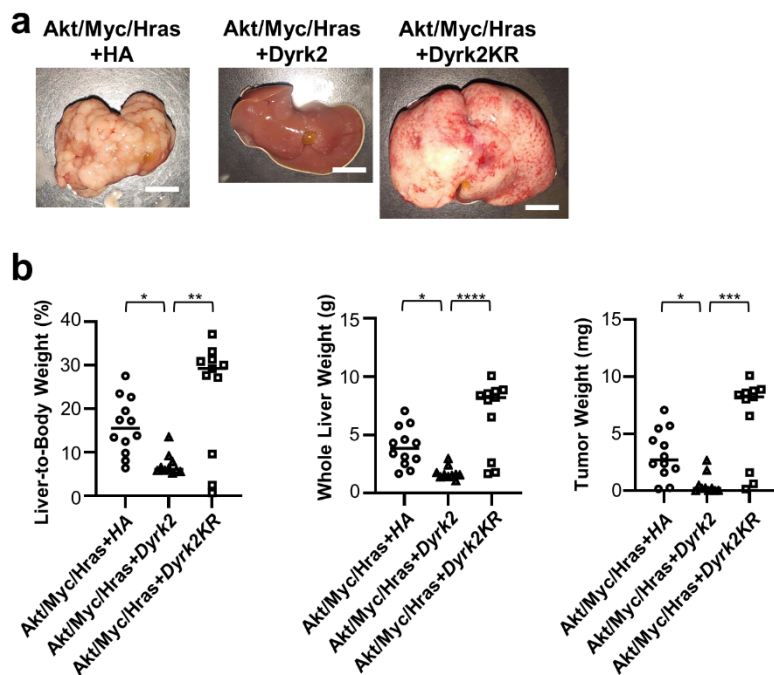 a
Akt/Myc/Hras
+HA
Akt/Myc/Hras
+Dyrk2
Akt/Myc/Hras
+Dyrk2KR
b
Liver-to-Body Weight (%)
40
30
20
10
0
* **
Akt/Myc/Hras+HA
Akt/Myc/Hras+Dyrk2
Akt/Myc/Hras+Dyrk2KR
Whole Liver Weight (g)
15
10
5
0
* ****
Akt/Myc/Hras+HA
Akt/Myc/Hras+Dyrk2
Akt/Myc/Hras+Dyrk2KR
Tumor Weight (mg)
15
10
5
0
* ***
Akt/Myc/Hras+HA
Akt/Myc/Hras+Dyrk2
Akt/Myc/Hras+Dyrk2KR